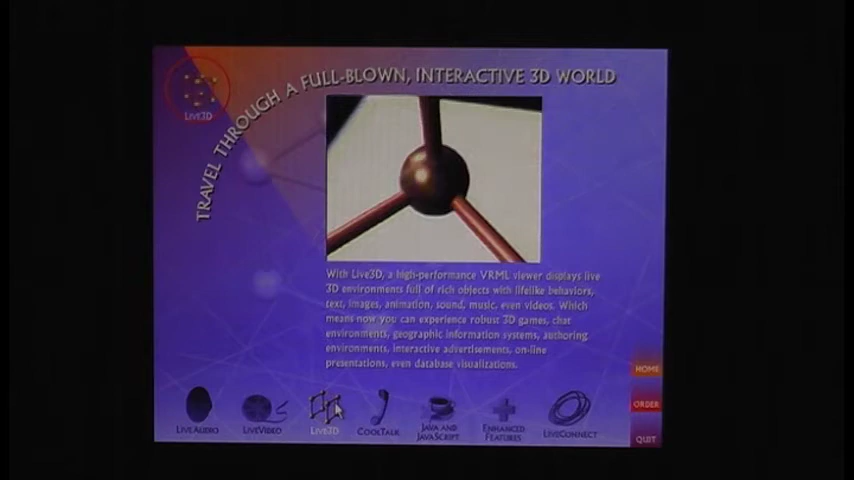 TRAVEL THROUGH A FULL-BLOWN, INTERACTIVE 3D WORLD
LIVE3D
With Live3D, a high-performance VRML viewer displays live
3D environments full of rich objects with lifelike behaviors,
text, images, animation, sound, music, even videos. Which
means now you can experience robust 3D games, chat
environments, geographic information systems, authoring
environments, interactive advertisements, on-line
presentations, even database visualizations.
HOME
ORDER
QUIT
LIVEAUDIO
LIVEVIDEO
LIVE3D
COOLTALK
JAVA AND
JAVASCRIPT
ENHANCED
FEATURES
LIVECONNECT